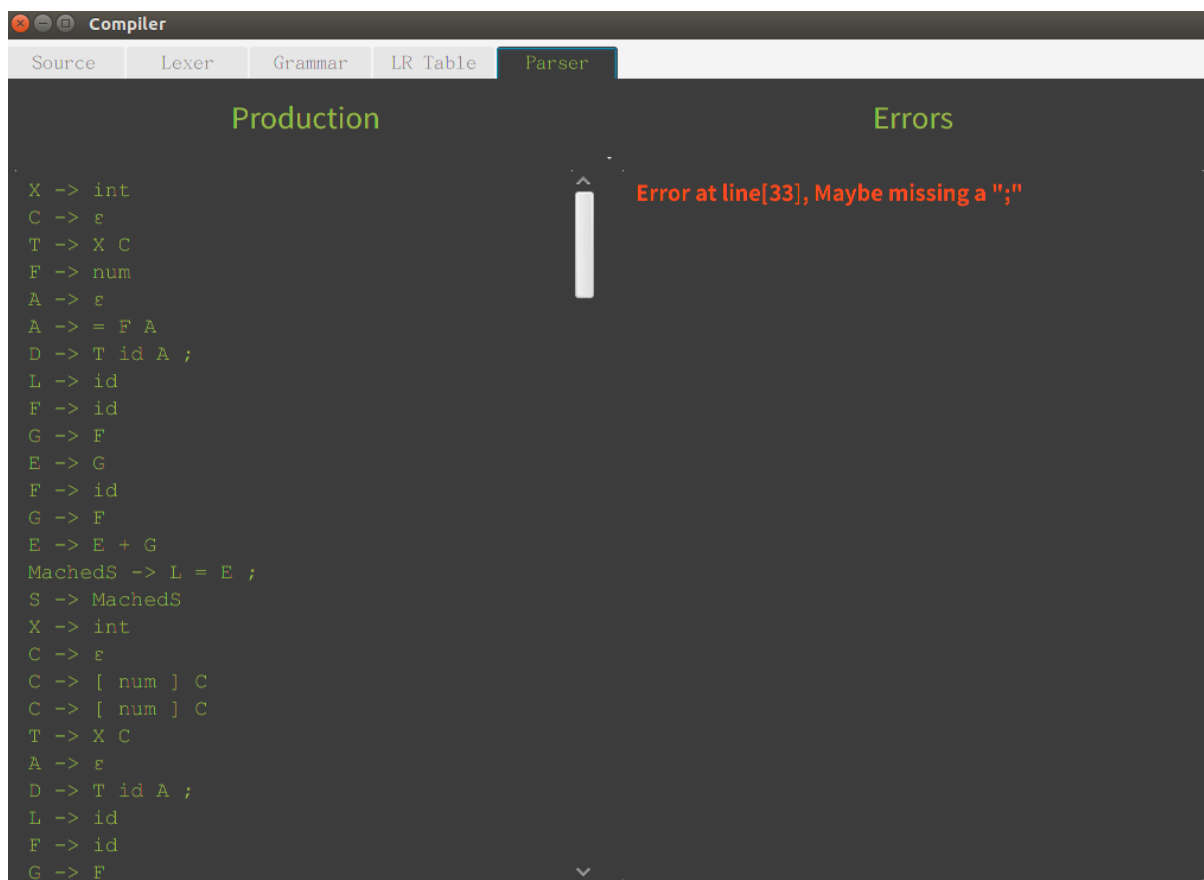 Compiler
Source Lexer Grammar LR Table Parser
Production
Errors
X -> int
C -> ε
T -> X C
F -> num
A -> ε
A -> = F A
D -> T id A ;
L -> id
F -> id
G -> F
E -> G
F -> id
G -> F
E -> E + G
MachedS -> L = E ;
S -> MachedS
X -> int
C -> ε
C -> [ num ] C
C -> [ num ] C
T -> X C
A -> ε
D -> T id A ;
L -> id
F -> id
G -> F
Error at line[33], Maybe missing a ";"